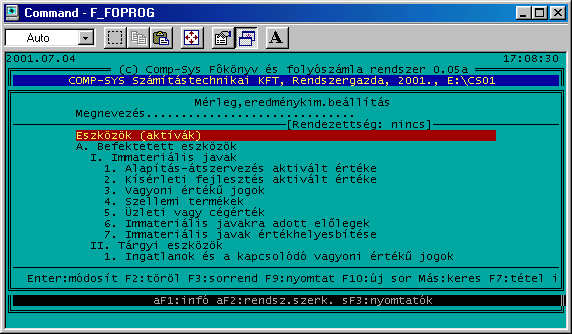 Command - F_FOPROG
Auto
2001.07.04 17:08:30
(c) Comp-Sys Fôkönyv és folyószámla rendszer 0.05a
COMP-SYS Számítástechnikai KFT, Rendszergazda, 2001., E:\CS01
Mérleg,eredménykim.beállítás
Megnevezés..............................
[Rendezettség: nincs]
Eszközök (aktívák)
A. Befektetett eszközök
I. Immateriális javak
1. Alapítás-átszervezés aktivált értéke
2. Kísérleti fejlesztés aktivált értéke
3. Vagyoni értékű jogok
4. Szellemi termékek
5. Üzleti vagy cégérték
6. Immateriális javakra adott előlegek
7. Immateriális javak értékhelyesbítése
II. Tárgyi eszközök
1. Ingatlanok és a kapcsolódó vagyoni értékű jogok
Enter:módosít F2:töröl F3:sorrend F9:nyomtat F10:új sor Más:keres F7:tétel i
aF1:infó aF2:rendsz.szerk. sF3:nyomtatók